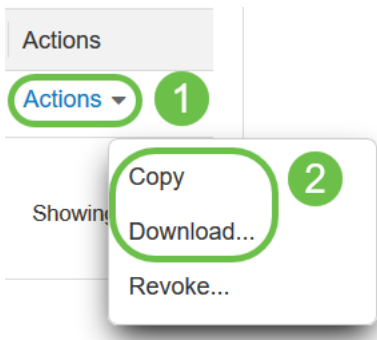 Actions
Actions
1
Copy
2
Showing
Download...
Revoke...